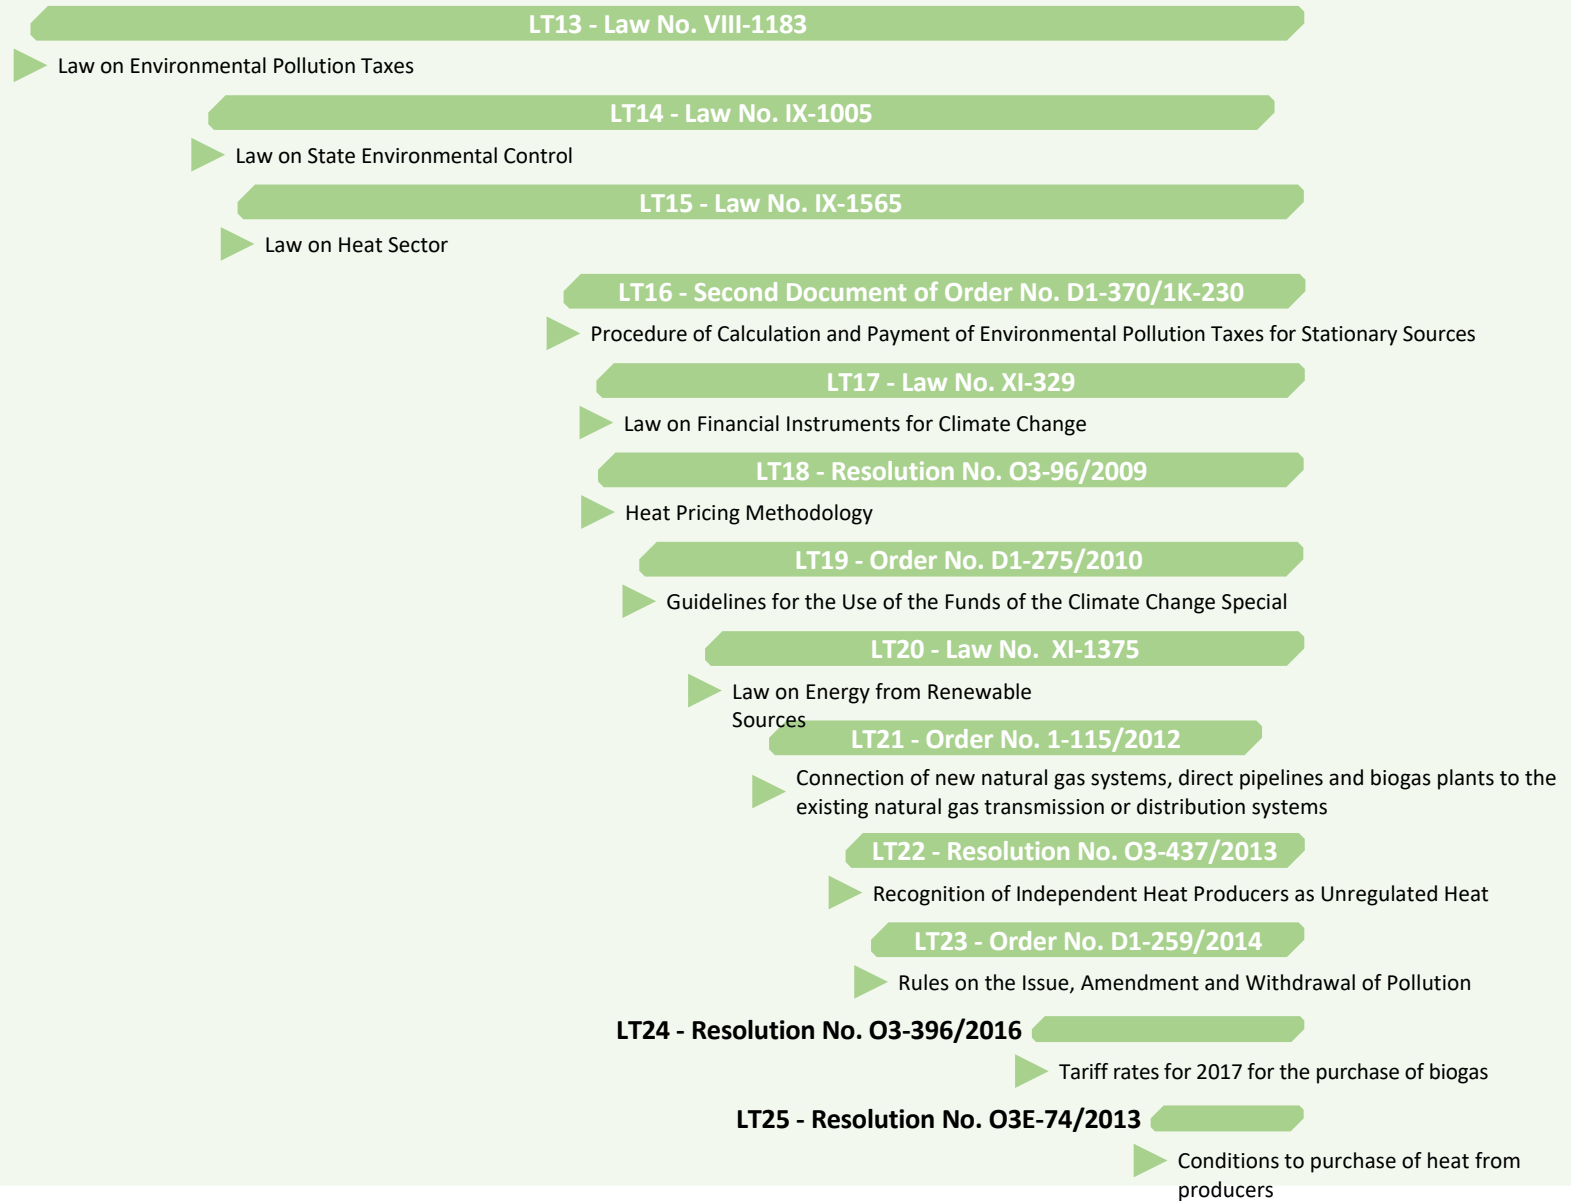 LT13 - Law No. VIII-1183
Law on Environmental Pollution Taxes
LT14 - Law No. IX-1005
Law on State Environmental Control
LT15 - Law No. IX-1565
Law on Heat Sector
LT16 - Second Document of Order No. D1-370/1K-230
Procedure of Calculation and Payment of Environmental Pollution Taxes for Stationary Sources
LT17 - Law No. XI-329
Law on Financial Instruments for Climate Change
LT18 - Resolution No. O3-96/2009
Heat Pricing Methodology
LT19 - Order No. D1-275/2010
Guidelines for the Use of the Funds of the Climate Change Special
LT20 - Law No.  XI-1375
Law on Energy from Renewable
Sources
LT21 - Order No. 1-115/2012
Connection of new natural gas systems, direct pipelines and biogas plants to the
existing natural gas transmission or distribution systems
LT22 - Resolution No. O3-437/2013
Recognition of Independent Heat Producers as Unregulated Heat
LT23 - Order No. D1-259/2014
Rules on the Issue, Amendment and Withdrawal of Pollution
LT24 - Resolution No. O3-396/2016
Tariff rates for 2017 for the purchase of biogas
LT25 - Resolution No. O3E-74/2013
Conditions to purchase of heat from
producers